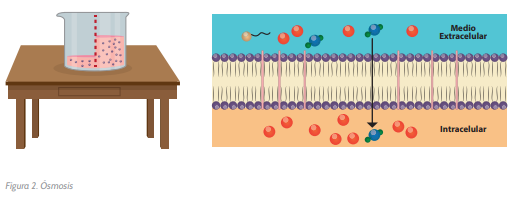 Medio
Extracelular
Intracelular
Figura 2. Ósmosis